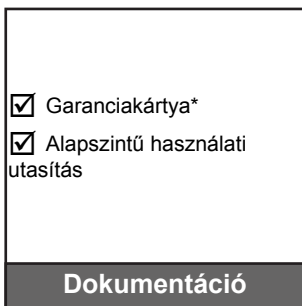 ☑ Garanciakártya*
☑ Alapszintű használati
utasítás
Dokumentáció